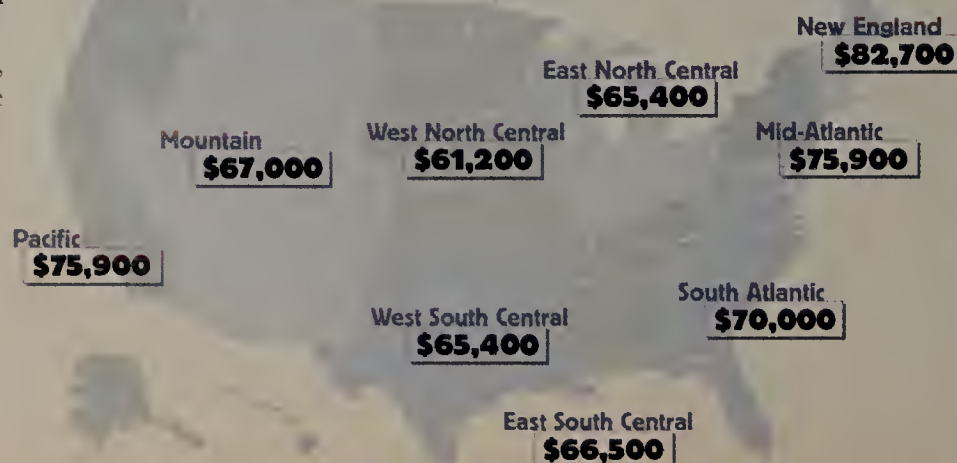 New England
$82,700
East North Central
$65,400
Mountain
$67,000
West North Central
$61,200
Mid-Atlantic
$75,900
Pacific
$75,900
South Atlantic
$70,000
West South Central
$65,400
East South Central
$66,500